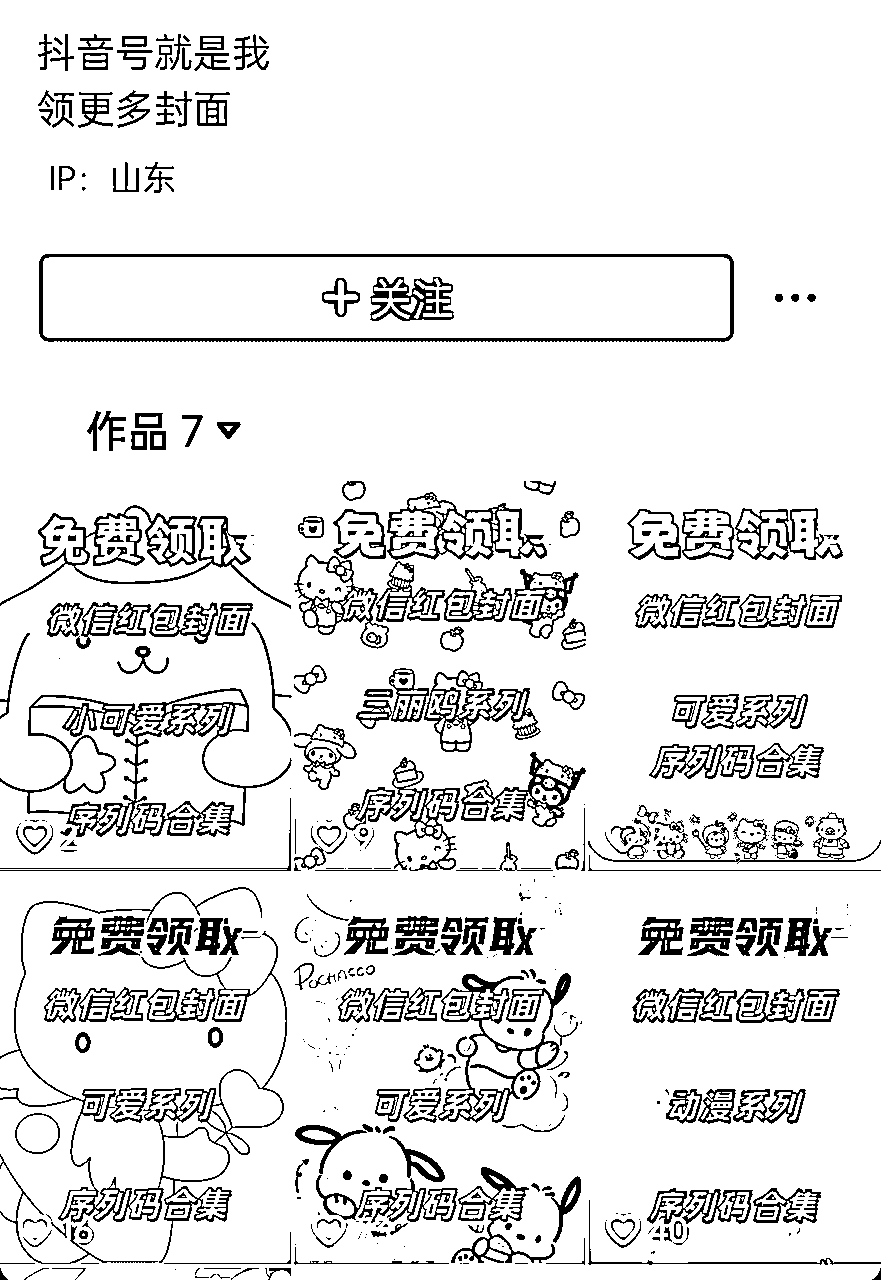 抖音号就是我
领更多封面
IP：山东
+ 关注
...
作品 7
免费领取
微信红包封面
小可爱系列
序列码合集
免费领取
微信红包封面
三丽鸥系列
序列码合集
9
免费领取
微信红包封面
可爱系列
序列码合集
免费领取
微信红包封面
可爱系列
序列码合集
16
Pochacco
免费领取
微信红包封面
可爱系列
序列码合集
免费领取
微信红包封面
动漫系列
序列码合集
40